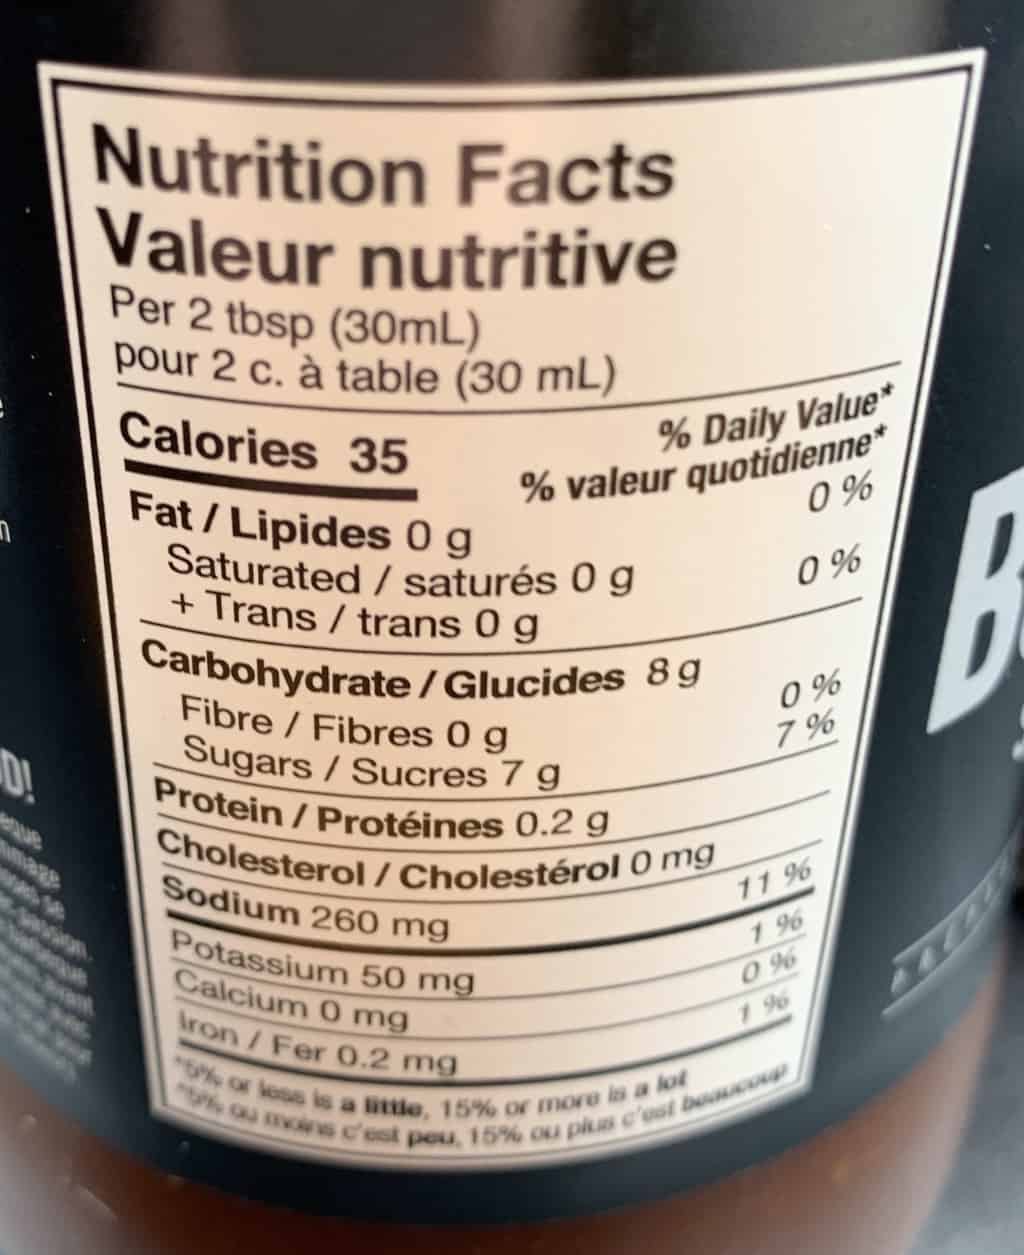 Nutrition Facts
Valeur nutritive
Per 2 tbsp (30mL)
pour 2 c. à table (30 mL)
Calories 35
% Daily Value*
% valeur quotidienne*
Fat / Lipides 0 g 0 %
Saturated / saturés 0 g 0 %
+ Trans / trans 0 g
Carbohydrate / Glucides 8 g
Fibre / Fibres 0 g 0 %
Sugars / Sucres 7 g 7 %
Protein / Protéines 0.2 g
Cholesterol / Cholestérol 0 mg
Sodium 260 mg 11 %
Potassium 50 mg 1 %
Calcium 0 mg 0 %
Iron / Fer 0.2 mg 1 %
*5% or less is a little, 15% or more is a lot
*5% ou moins c'est peu, 15% ou plus c'est beaucoup